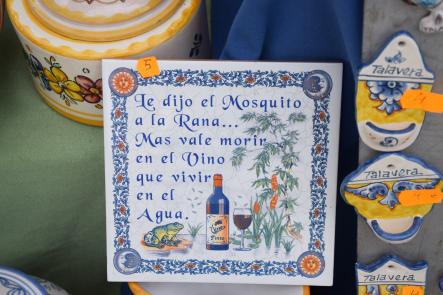 5
Le dijo el Mosquito
a la Rana...
Mas vale morir
en el Vino
que vivir
en el
Agua.
Talavera
Talavera
Talavera